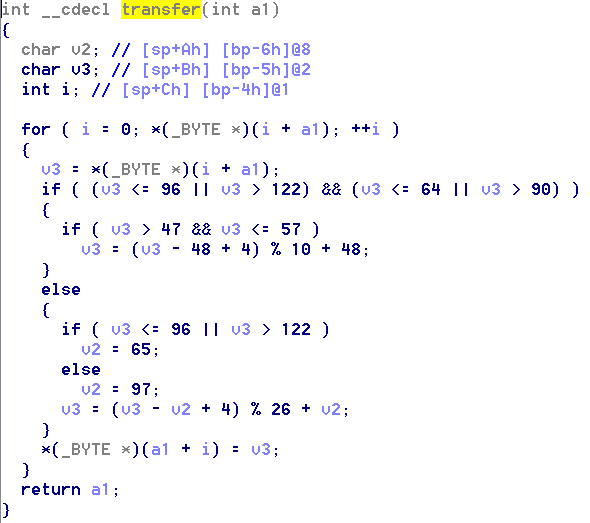 int __cdecl transfer(int a1)
{
  char v2; // [sp+Ah] [bp-6h]@8
  char v3; // [sp+Bh] [bp-5h]@2
  int i; // [sp+Ch] [bp-4h]@1

  for ( i = 0; *(_BYTE *)(i + a1); ++i )
  {
    v3 = *(_BYTE *)(i + a1);
    if ( (v3 <= 96 || v3 > 122) && (v3 <= 64 || v3 > 90) )
    {
      if ( v3 > 47 && v3 <= 57 )
        v3 = (v3 - 48 + 4) % 10 + 48;
    }
    else
    {
      if ( v3 <= 96 || v3 > 122 )
        v2 = 65;
      else
        v2 = 97;
      v3 = (v3 - v2 + 4) % 26 + v2;
    }
    *(_BYTE *)(a1 + i) = v3;
  }
  return a1;
}